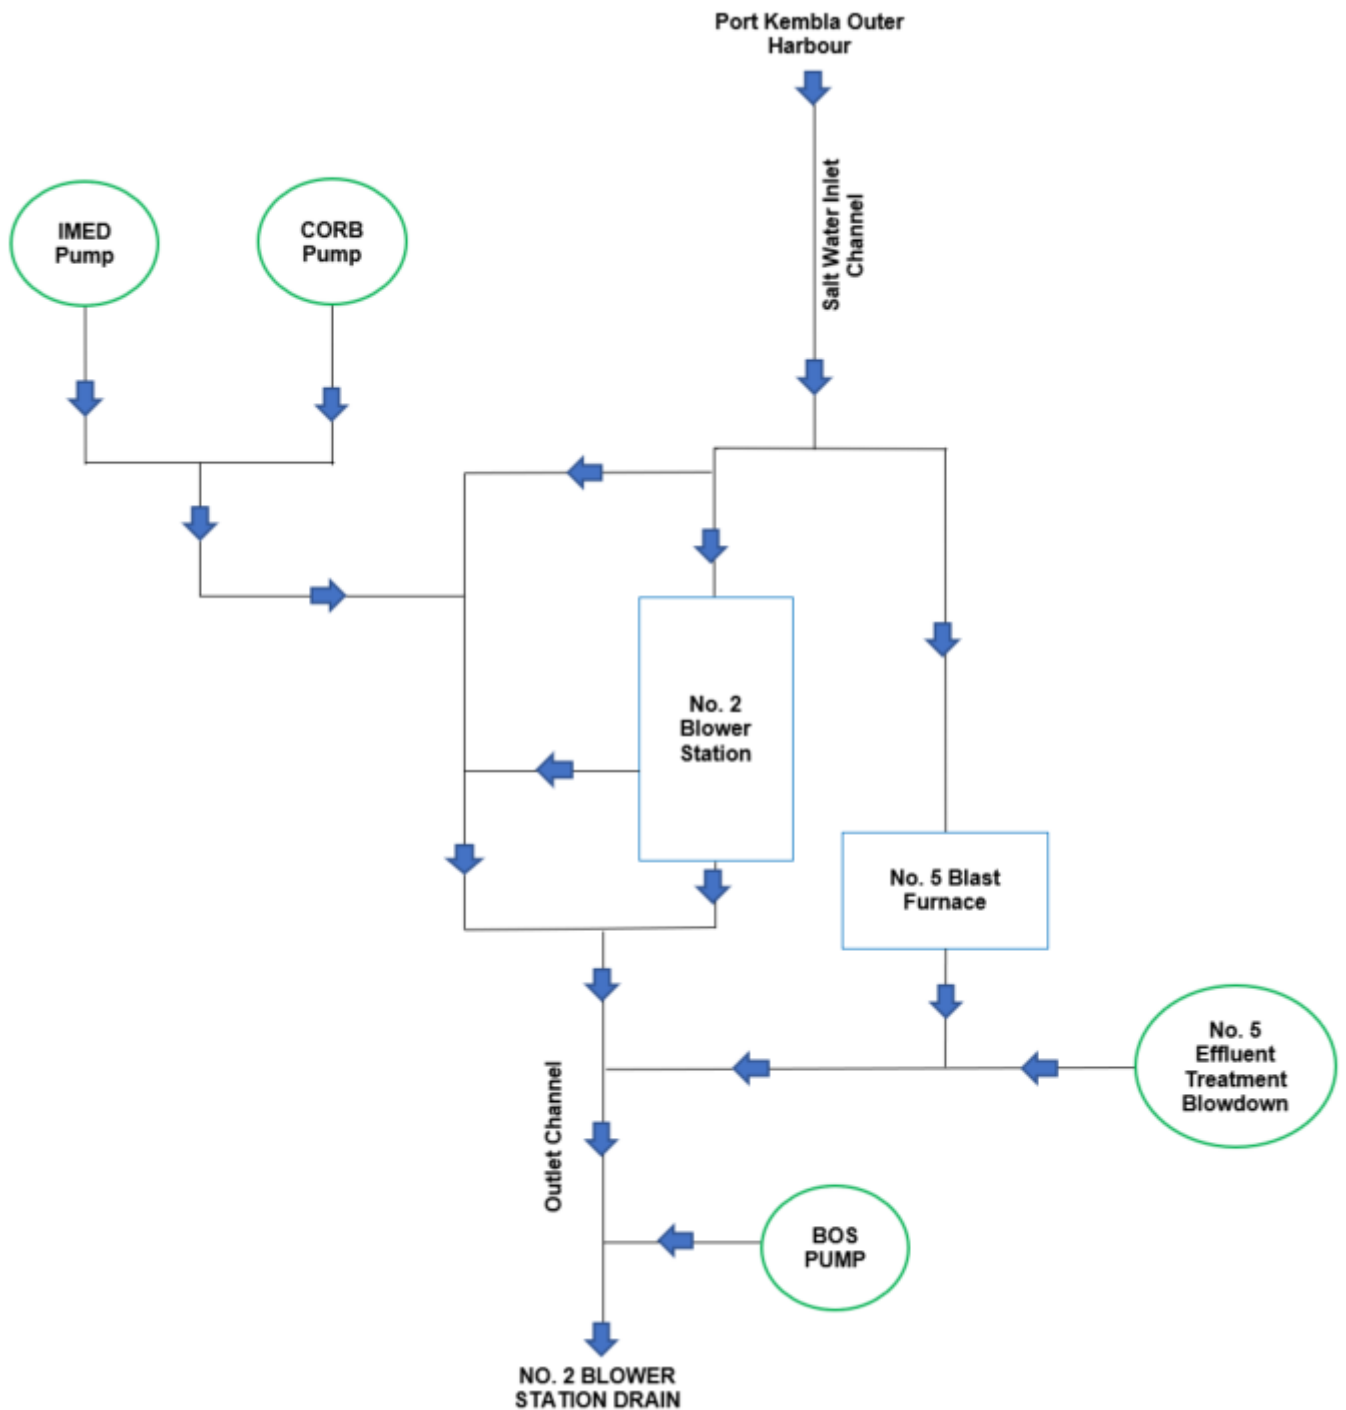 Port Kembla Outer
Harbour
Salt Water Inlet
Channel
IMED
Pump
CORB
Pump
No. 2
Blower
Station
No. 5 Blast
Furnace
No. 5
Effluent
Treatment
Blowdown
Outlet Channel
BOS
PUMP
NO. 2 BLOWER
STATION DRAIN